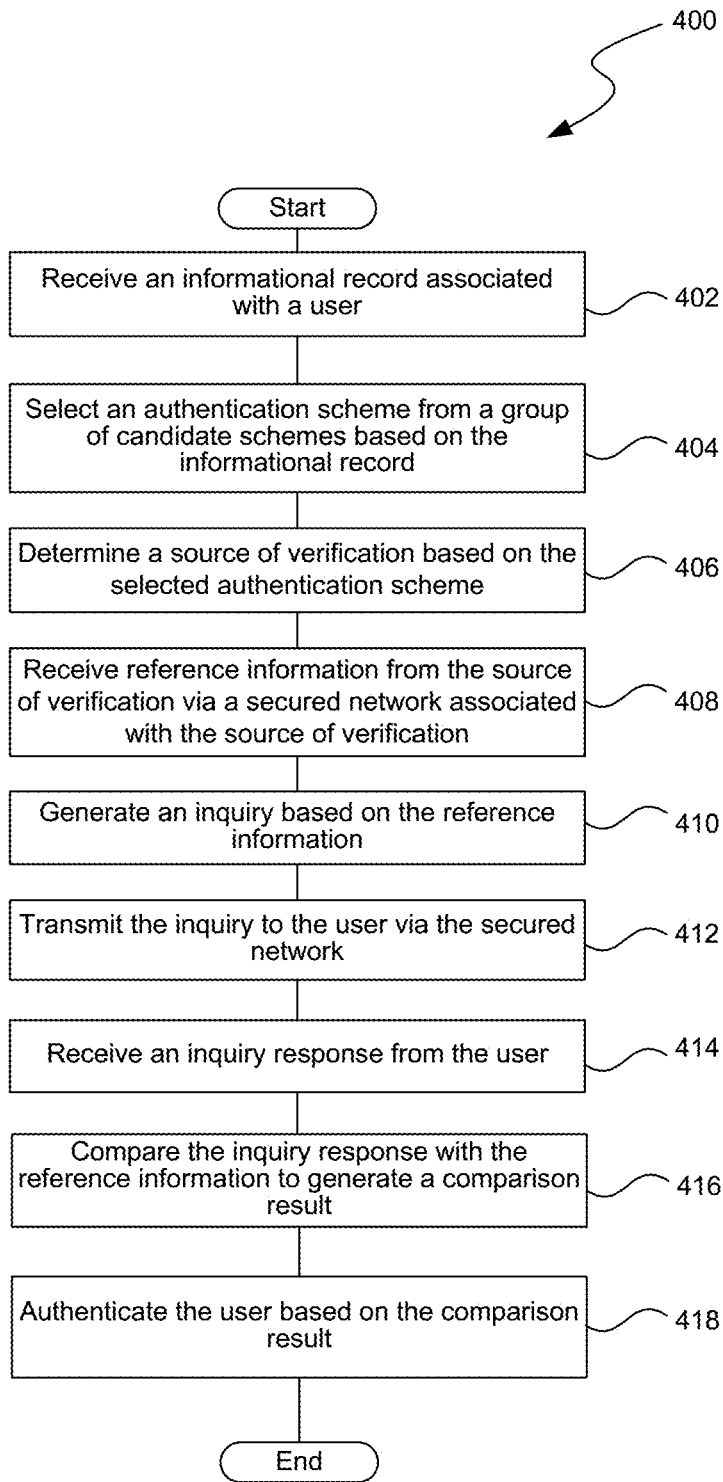 400
Start
Receive an informational record associated
with a user
402
Select an authentication scheme from a group
of candidate schemes based on the
informational record
404
Determine a source of verification based on the
selected authentication scheme
406
Receive reference information from the source
of verification via a secured network associated
with the source of verification
408
Generate an inquiry based on the reference
information
410
Transmit the inquiry to the user via the secured
network
412
Receive an inquiry response from the user
414
Compare the inquiry response with the
reference information to generate a comparison
result
416
Authenticate the user based on the comparison
result
418
End